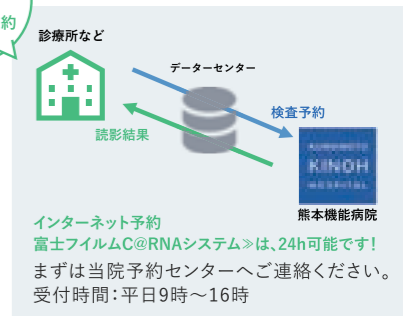 約
診療所など
データーセンター
検査予約
読影結果
KINOH
熊本機能病院
インターネット予約
富士フイルムC@RNAシステム≫は、24h可能です！
まずは当院予約センターへご連絡ください。
受付時間：平日9時～16時